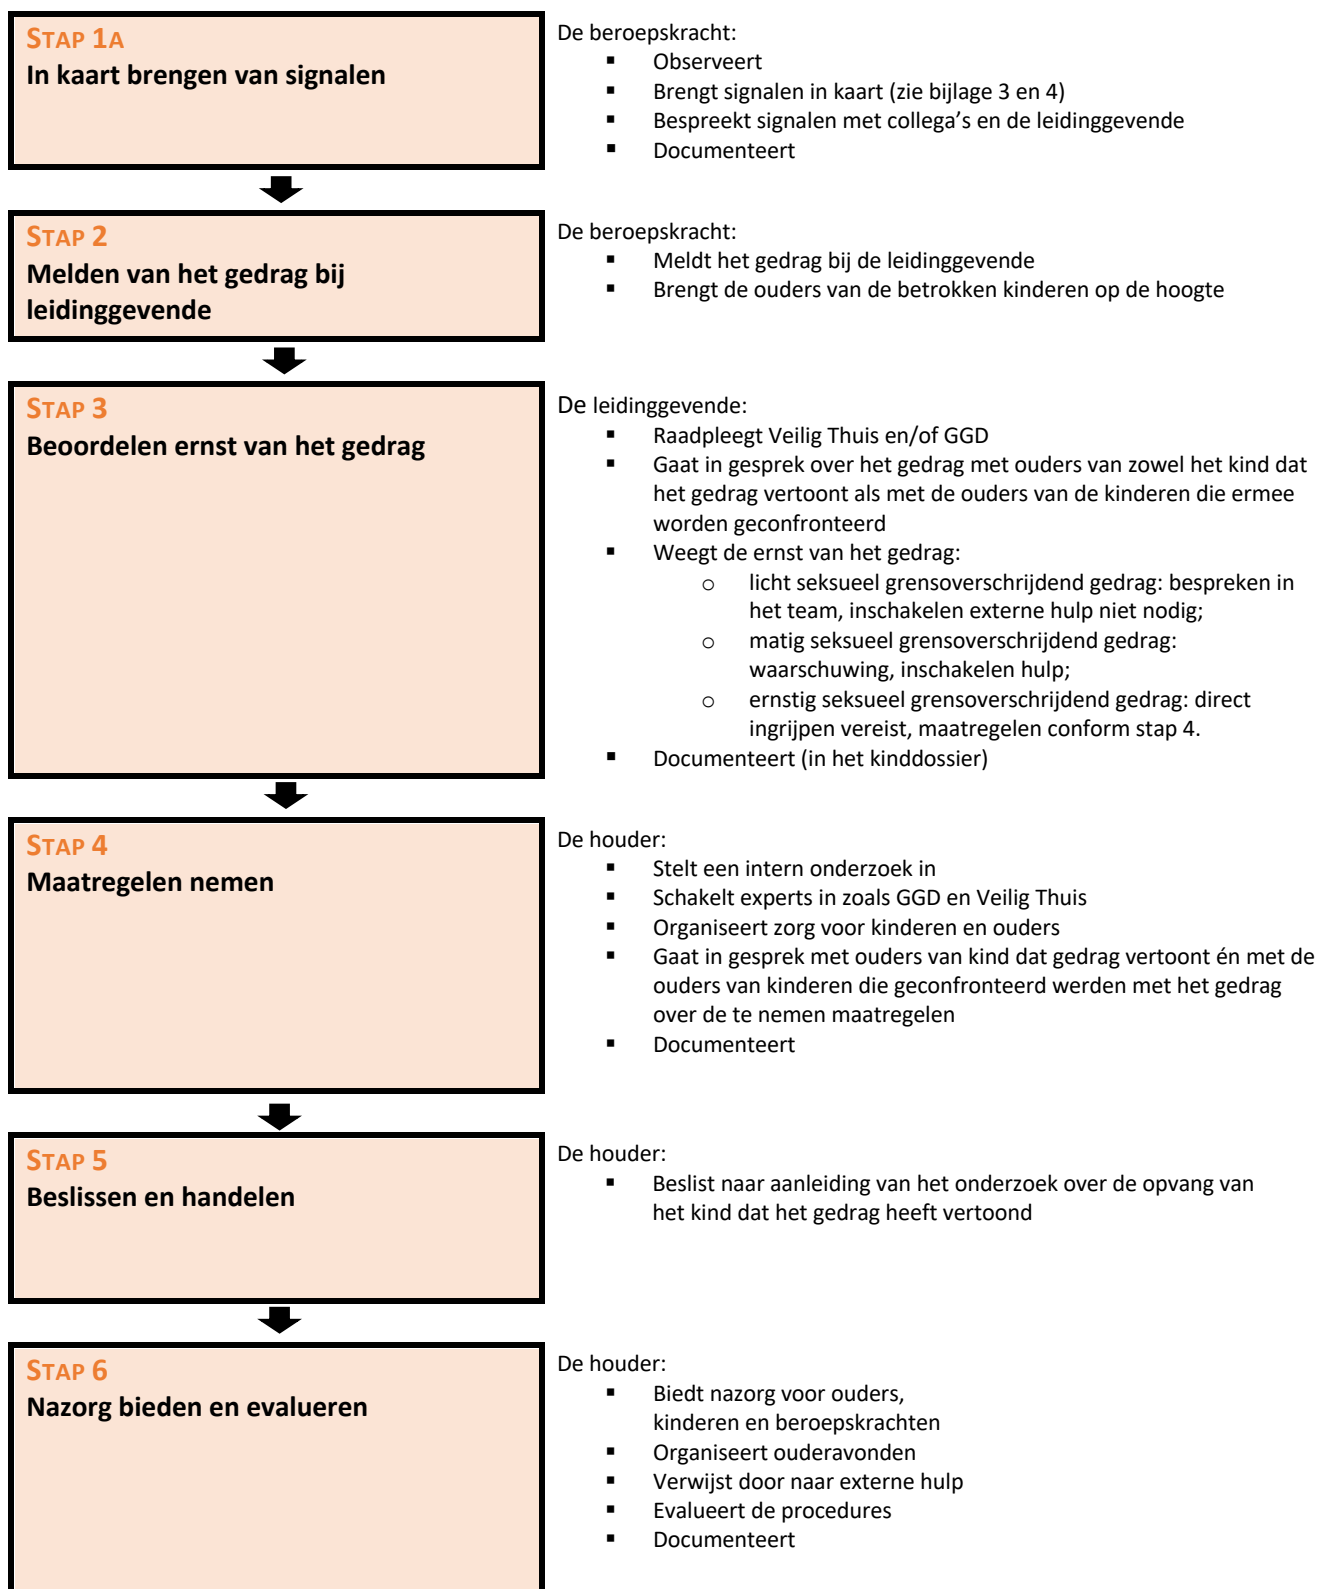 STAP 1A
In kaart brengen van signalen
De beroepskracht:
▪ Observeert
▪ Brengt signalen in kaart (zie bijlage 3 en 4)
▪ Bespreekt signalen met collega's en de leidinggevende
▪ Documenteert
STAP 2
Melden van het gedrag bij
leidinggevende
De beroepskracht:
▪ Meldt het gedrag bij de leidinggevende
▪ Brengt de ouders van de betrokken kinderen op de hoogte
STAP 3
Beoordelen ernst van het gedrag
De leidinggevende:
▪ Raadpleegt Veilig Thuis en/of GGD
▪ Gaat in gesprek over het gedrag met ouders van zowel het kind dat
het gedrag vertoont als met de ouders van de kinderen die ermee
worden geconfronteerd
▪ Weegt de ernst van het gedrag:
o licht seksueel grensoverschrijdend gedrag: bespreken in
het team, inschakelen externe hulp niet nodig;
o matig seksueel grensoverschrijdend gedrag:
waarschuwing, inschakelen hulp;
o ernstig seksueel grensoverschrijdend gedrag: direct
ingrijpen vereist, maatregelen conform stap 4.
▪ Documenteert (in het kinddossier)
STAP 4
Maatregelen nemen
De houder:
▪ Stelt een intern onderzoek in
▪ Schakelt experts in zoals GGD en Veilig Thuis
▪ Organiseert zorg voor kinderen en ouders
▪ Gaat in gesprek met ouders van kind dat gedrag vertoont én met de
ouders van kinderen die geconfronteerd werden met het gedrag
over de te nemen maatregelen
▪ Documenteert
STAP 5
Beslissen en handelen
De houder:
▪ Beslist naar aanleiding van het onderzoek over de opvang van
het kind dat het gedrag heeft vertoond
STAP 6
Nazorg bieden en evalueren
De houder:
▪ Biedt nazorg voor ouders,
kinderen en beroepskrachten
▪ Organiseert ouderavonden
▪ Verwijst door naar externe hulp
▪ Evalueert de procedures
▪ Documenteert